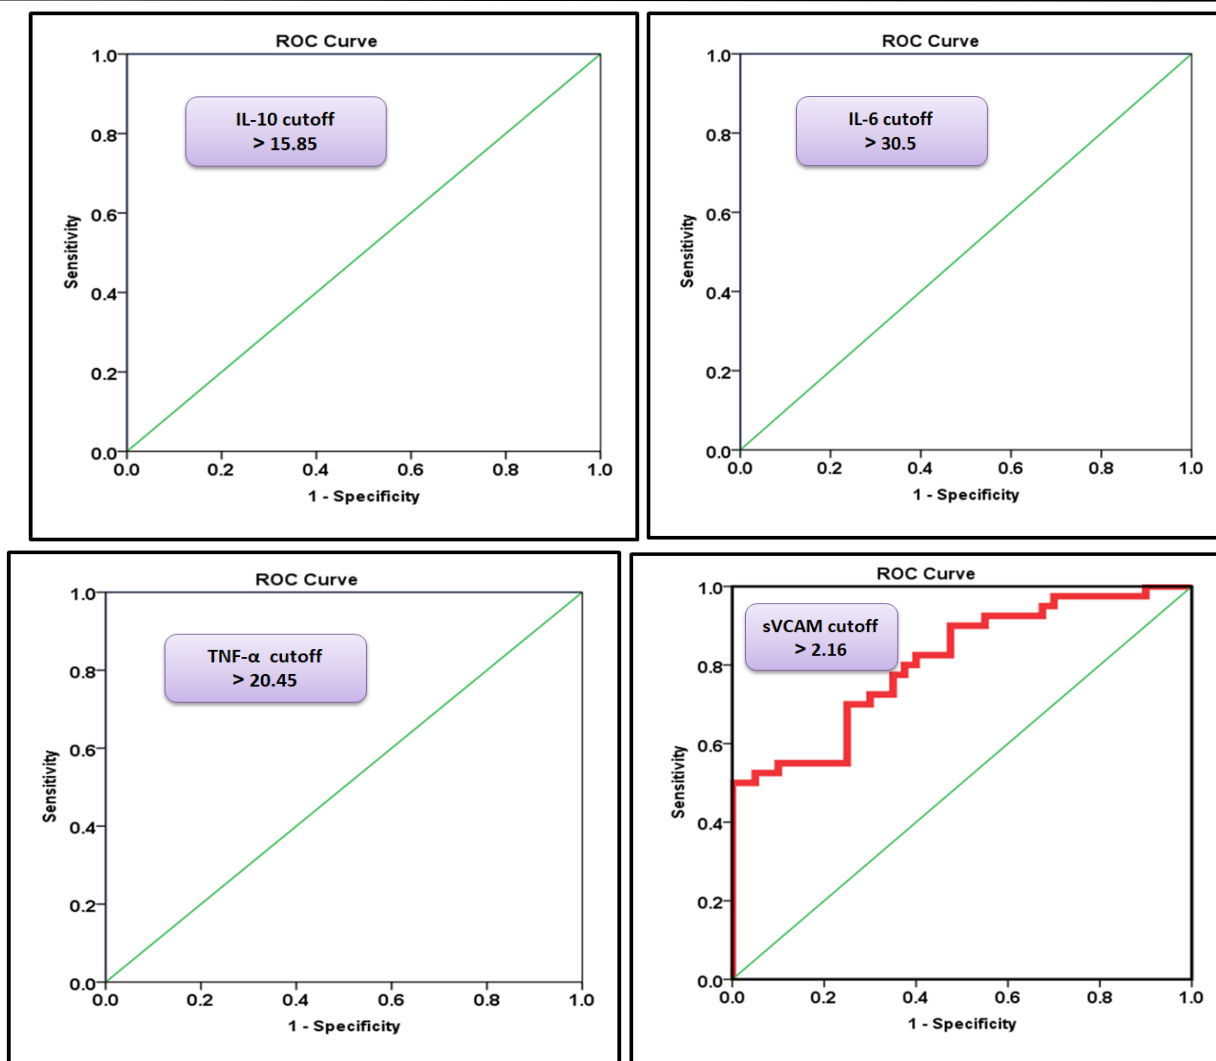 ROC Curve
IL-10 cutoff
> 15.85
Sensitivity
1.0
0.8
0.6
0.4
0.2
0.0
0.0 0.2 0.4 0.6 0.8 1.0
1 - Specificity
ROC Curve
IL-6 cutoff
> 30.5
Sensitivity
1.0
0.8
0.6
0.4
0.2
0.0
0.0 0.2 0.4 0.6 0.8 1.0
1 - Specificity
ROC Curve
TNF-α cutoff
> 20.45
Sensitivity
1.0
0.8
0.6
0.4
0.2
0.0
0.0 0.2 0.4 0.6 0.8 1.0
1 - Specificity
ROC Curve
sVCAM cutoff
> 2.16
Sensitivity
1.0
0.8
0.6
0.4
0.2
0.0
0.0 0.2 0.4 0.6 0.8 1.0
1 - Specificity